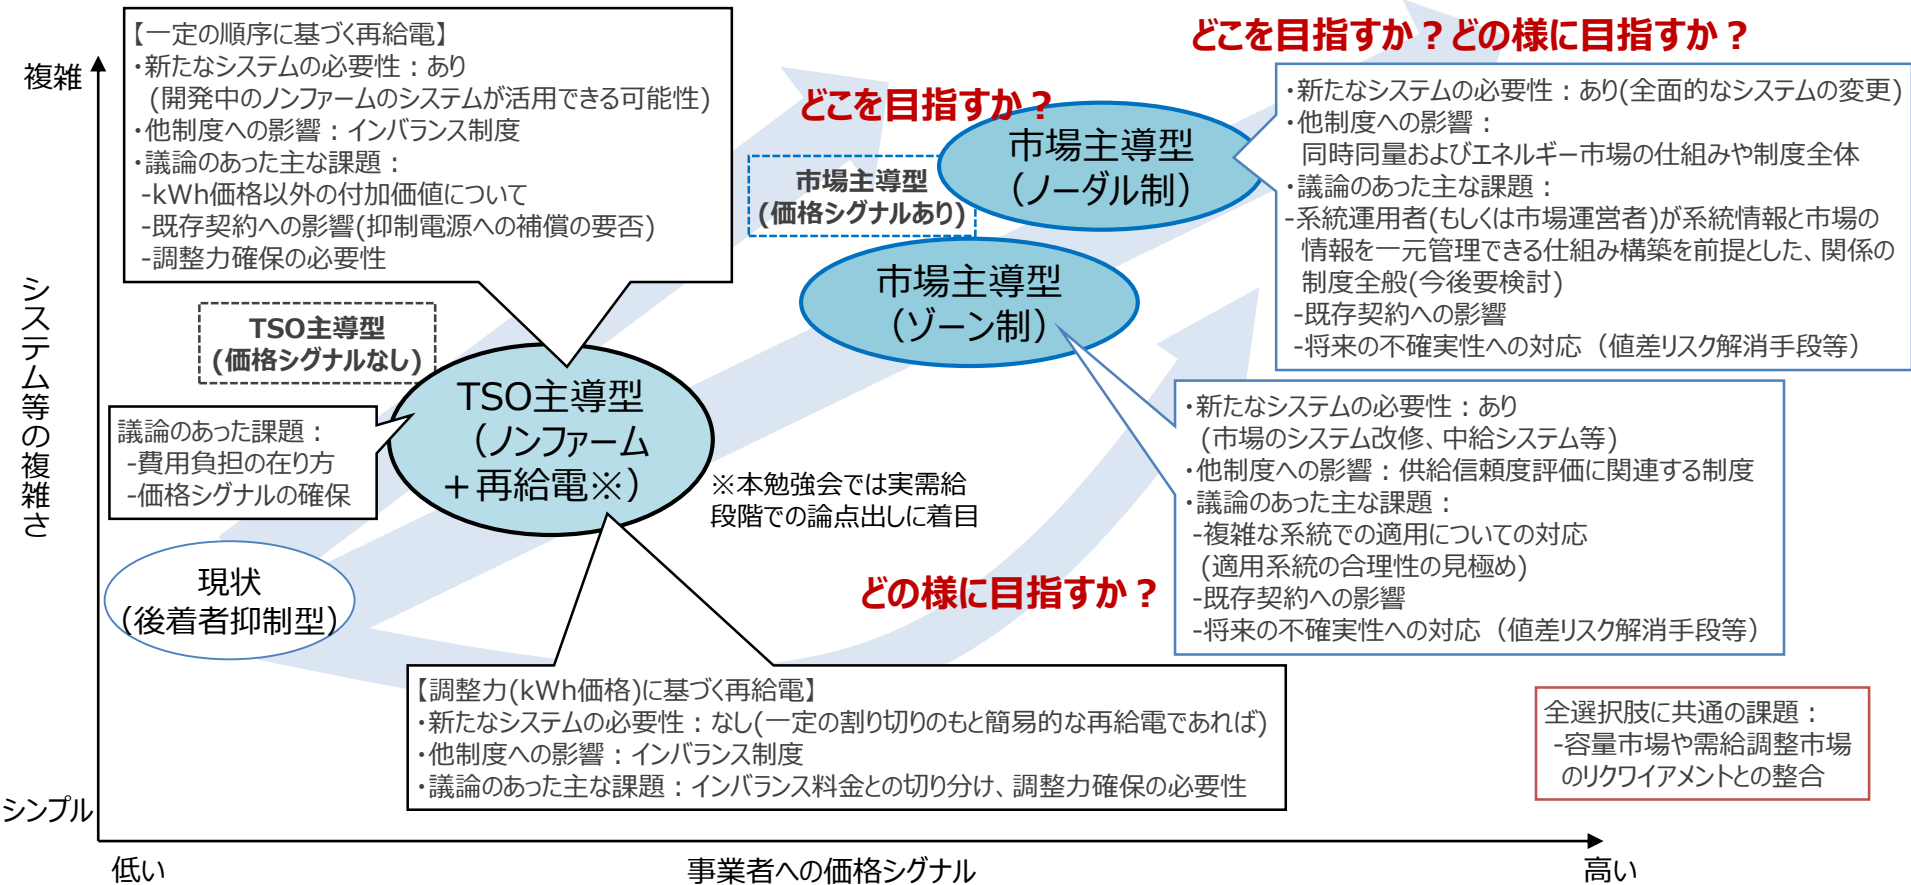 どこを目指すか？どの様に目指すか？
複雑
【一定の順序に基づく再給電】
・新たなシステムの必要性：あり
(開発中のノンファームのシステムが活用できる可能性)
・他制度への影響：インバランス制度
・議論のあった主な課題：
-kWh価格以外の付加価値について
-既存契約への影響(抑制電源への補償の要否)
-調整力確保の必要性
どこを目指すか？
市場主導型
(価格シグナルあり)
市場主導型
（ノーダル制）
・新たなシステムの必要性：あり(全面的なシステムの変更)
・他制度への影響：
同時同量およびエネルギー市場の仕組みや制度全体
・議論のあった主な課題：
-系統運用者(もしくは市場運営者)が系統情報と市場の
情報を一元管理できる仕組み構築を前提とした、関係の
制度全般(今後要検討)
-既存契約への影響
-将来の不確実性への対応（値差リスク解消手段等）
市場主導型
（ゾーン制）
システム等の複雑さ
TSO主導型
(価格シグナルなし)
TSO主導型
（ノンファーム
＋再給電※）
議論のあった課題：
-費用負担の在り方
-価格シグナルの確保
※本勉強会では実需給
段階での論点出しに着目
・新たなシステムの必要性：あり
(市場のシステム改修、中給システム等)
・他制度への影響：供給信頼度評価に関連する制度
・議論のあった主な課題：
-複雑な系統での適用についての対応
(適用系統の合理性の見極め)
-既存契約への影響
-将来の不確実性への対応（値差リスク解消手段等）
現状
（後着者抑制型）
どの様に目指すか？
【調整力(kWh価格)に基づく再給電】
・新たなシステムの必要性：なし(一定の割り切りのもと簡易的な再給電であれば)
・他制度への影響：インバランス制度
・議論のあった主な課題：インバランス料金との切り分け、調整力確保の必要性
全選択肢に共通の課題：
-容量市場や需給調整市場
のリクワイアメントとの整合
シンプル
低い
事業者への価格シグナル
高い